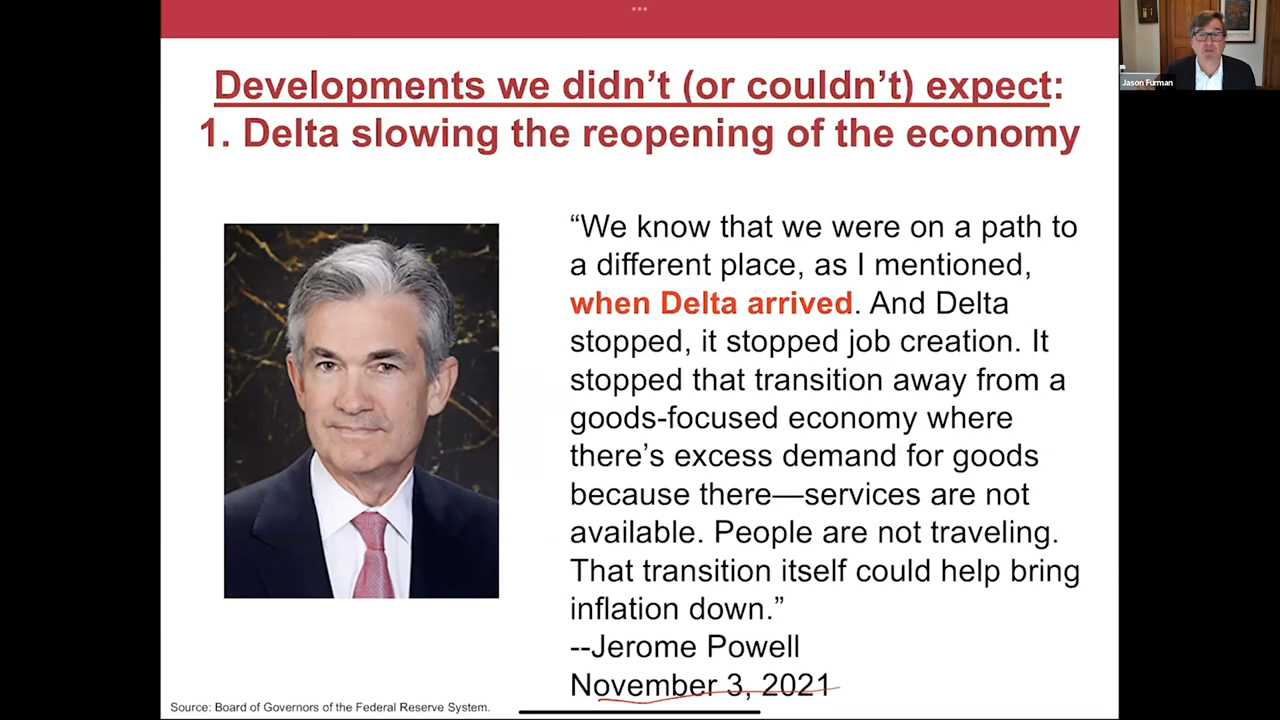 Developments we didn’t (or couldn’t) expect:
1. Delta slowing the reopening of the economy
“We know that we were on a path to
a different place, as I mentioned,
when Delta arrived. And Delta
stopped, it stopped job creation. It
stopped that transition away from a
goods-focused economy where
there’s excess demand for goods
because there—services are not
available. People are not traveling.
That transition itself could help bring
inflation down.”
--Jerome Powell
November 3, 2021
Source: Board of Governors of the Federal Reserve System.
Jason Furman